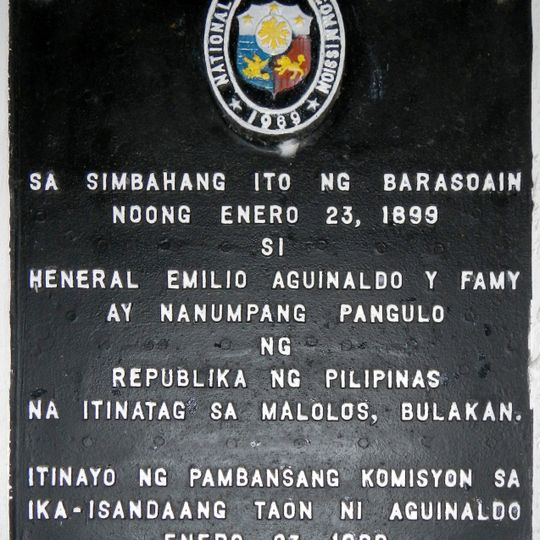 NATIONAL
COMMISSION
1969
SA SIMBAHANG ITO NG BARASOAIN
NOONG ENERO 23, 1899
SI
HENERAL EMILIO AGUINALDO Y FAMY
AY NANUMPANG PANGULO
NG
REPUBLIKA NG PILIPINAS
NA ITINATAG SA MALOLOS, BULAKAN.
ITINAYO NG PAMBANSANG KOMISYON SA
IKA-ISANDAANG TAON NI AGUINALDO
ENERO 23,